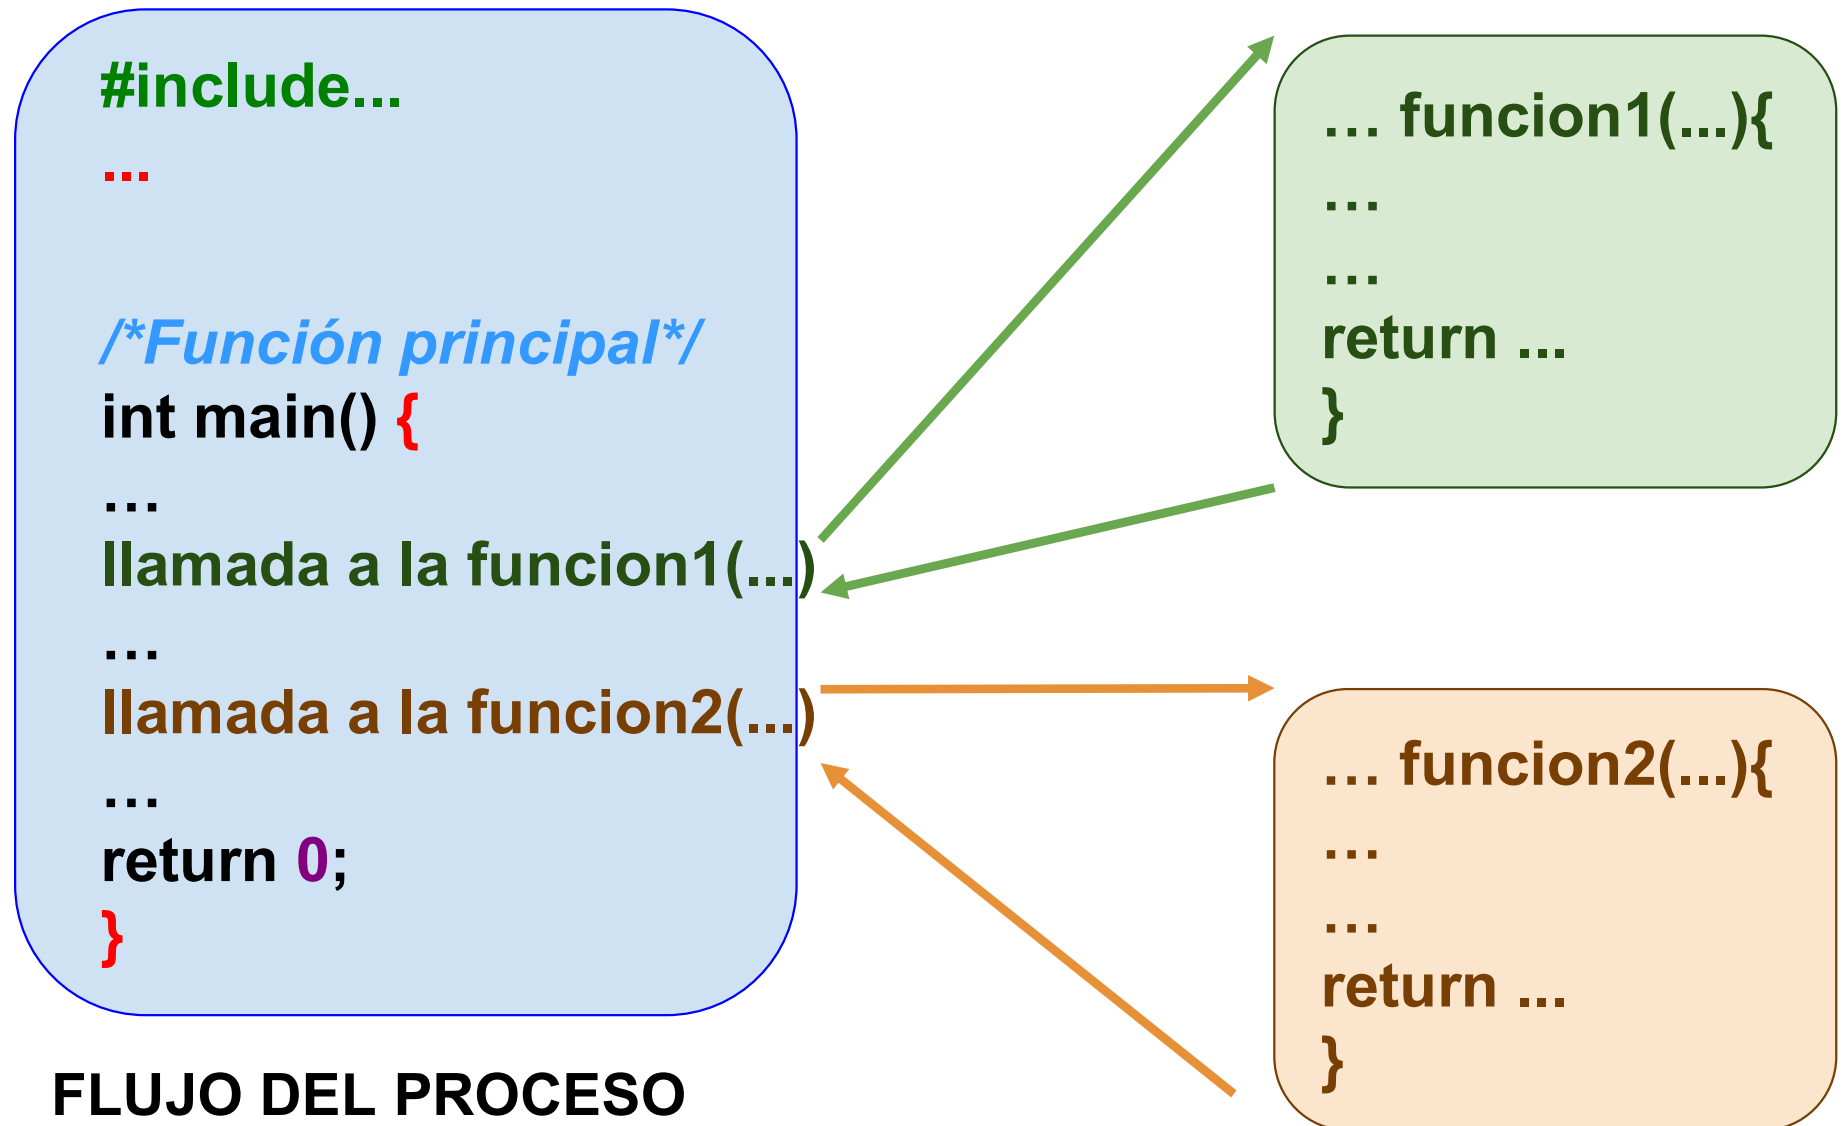 #include...
...
/*Función principal*/
int main() {
…
llamada a la funcion1(...)
…
llamada a la funcion2(...)
…
return 0;
}
FLUJO DEL PROCESO
… funcion1(...){
…
…
return ...
}
… funcion2(...){
…
…
return ...
}